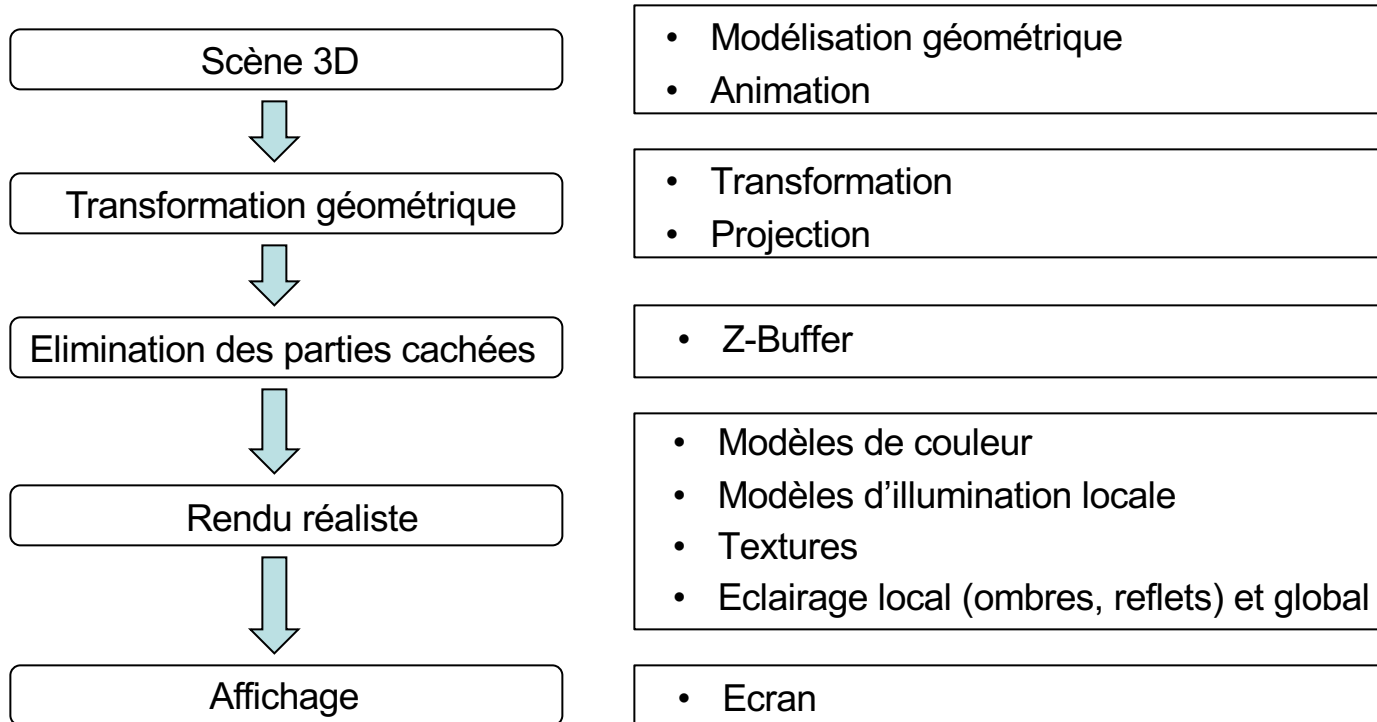 Scène 3D
• Modélisation géométrique
• Animation
Transformation géométrique
• Transformation
• Projection
Elimination des parties cachées
• Z-Buffer
Rendu réaliste
• Modèles de couleur
• Modèles d’illumination locale
• Textures
• Eclairage local (ombres, reflets) et global
Affichage
• Ecran